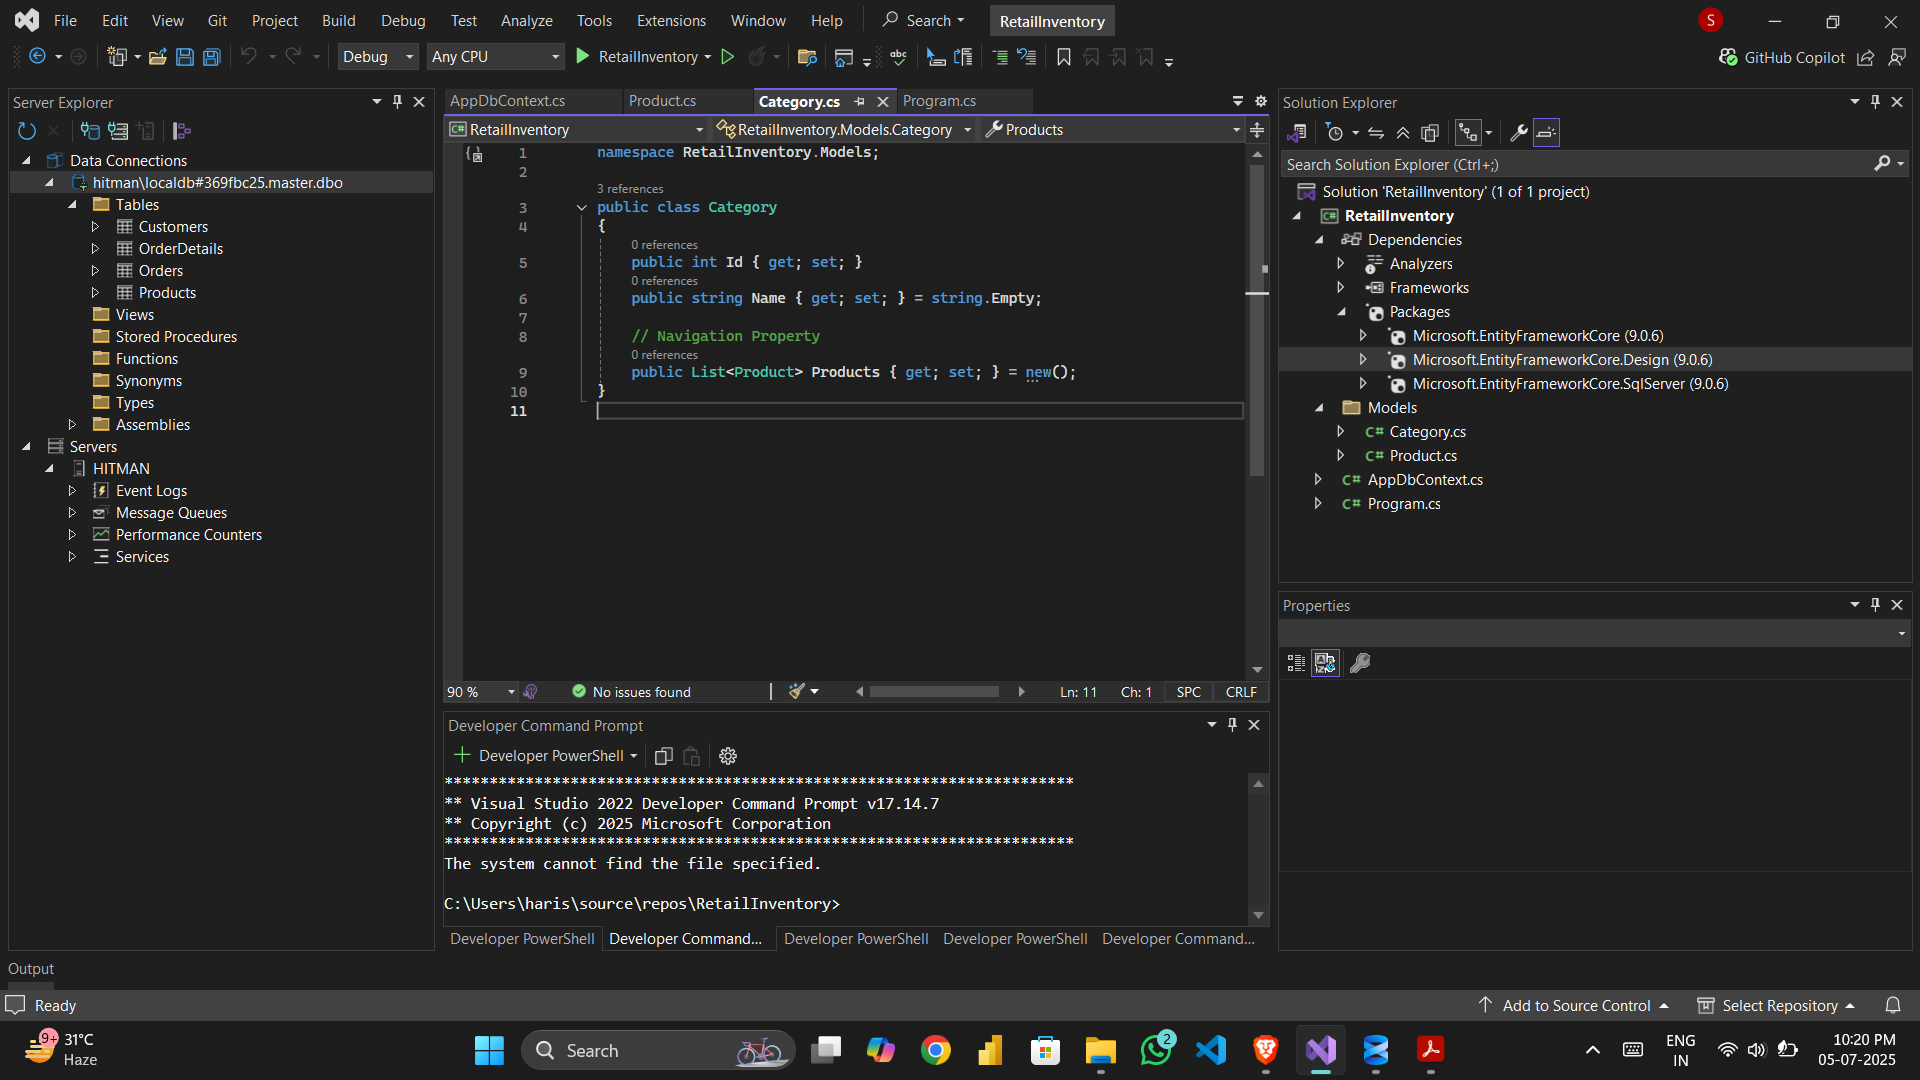 File Edit View Git Project Build Debug Test Analyze Tools Extensions Window Help Search RetailInventory S
Debug Any CPU RetailInventory abc GitHub Copilot
Server Explorer
Data Connections
hitman\localdb#369fbc25.master.dbo
Tables
Customers
OrderDetails
Orders
Products
Views
Stored Procedures
Functions
Synonyms
Types
Assemblies
Servers
HITMAN
Event Logs
Message Queues
Performance Counters
Services
AppDbContext.cs Product.cs Category.cs Program.cs
RetailInventory RetailInventory.Models.Category Products
1 namespace RetailInventory.Models;
2
3 references
3 public class Category
4 {
0 references
5 public int Id { get; set; }
0 references
6 public string Name { get; set; } = string.Empty;
7
8 // Navigation Property
0 references
9 public List<Product> Products { get; set; } = new();
10 }
11
90 % No issues found Ln: 11 Ch: 1 SPC CRLF
Developer Command Prompt
Developer PowerShell
**********************************************************************
** Visual Studio 2022 Developer Command Prompt v17.14.7
** Copyright (c) 2025 Microsoft Corporation
**********************************************************************
The system cannot find the file specified.
C:\Users\haris\source\repos\RetailInventory>
Developer PowerShell Developer Command... Developer PowerShell Developer PowerShell Developer Command...
Solution Explorer
Search Solution Explorer (Ctrl+;)
Solution 'RetailInventory' (1 of 1 project)
C# RetailInventory
Dependencies
Analyzers
Frameworks
Packages
Microsoft.EntityFrameworkCore (9.0.6)
Microsoft.EntityFrameworkCore.Design (9.0.6)
Microsoft.EntityFrameworkCore.SqlServer (9.0.6)
Models
C# Category.cs
C# Product.cs
C# AppDbContext.cs
C# Program.cs
Properties
Output
Ready Add to Source Control Select Repository
9+ 31°C
Haze
Search
2
ENG
IN
10:20 PM
05-07-2025